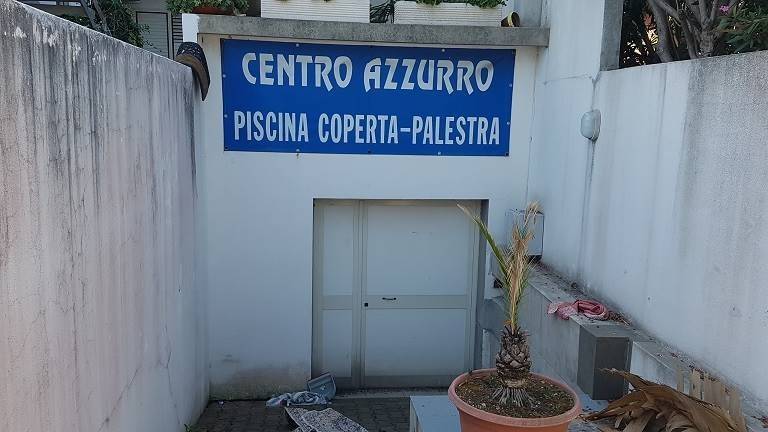 CENTRO AZZURRO
PISCINA COPERTA-PALESTRA